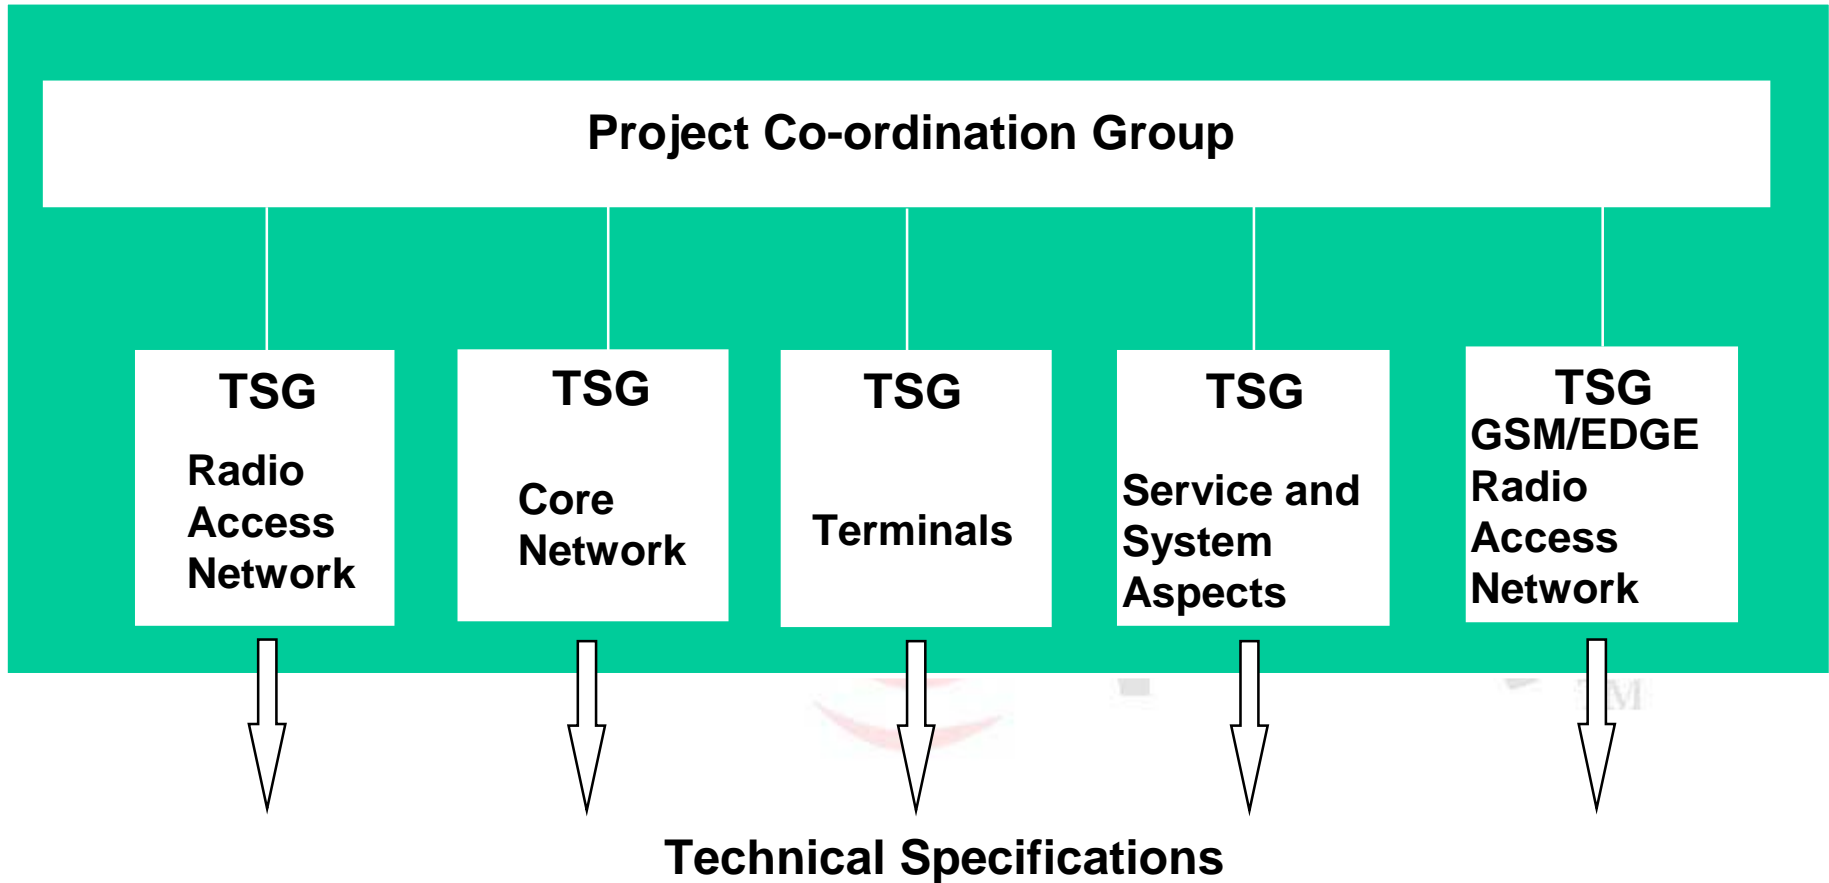 Project Co-ordination Group
TSG
Radio
Access
Network
TSG
Core
Network
TSG
Terminals
TSG
Service and
System
Aspects
TSG
GSM/EDGE
Radio
Access
Network
TM
Technical Specifications